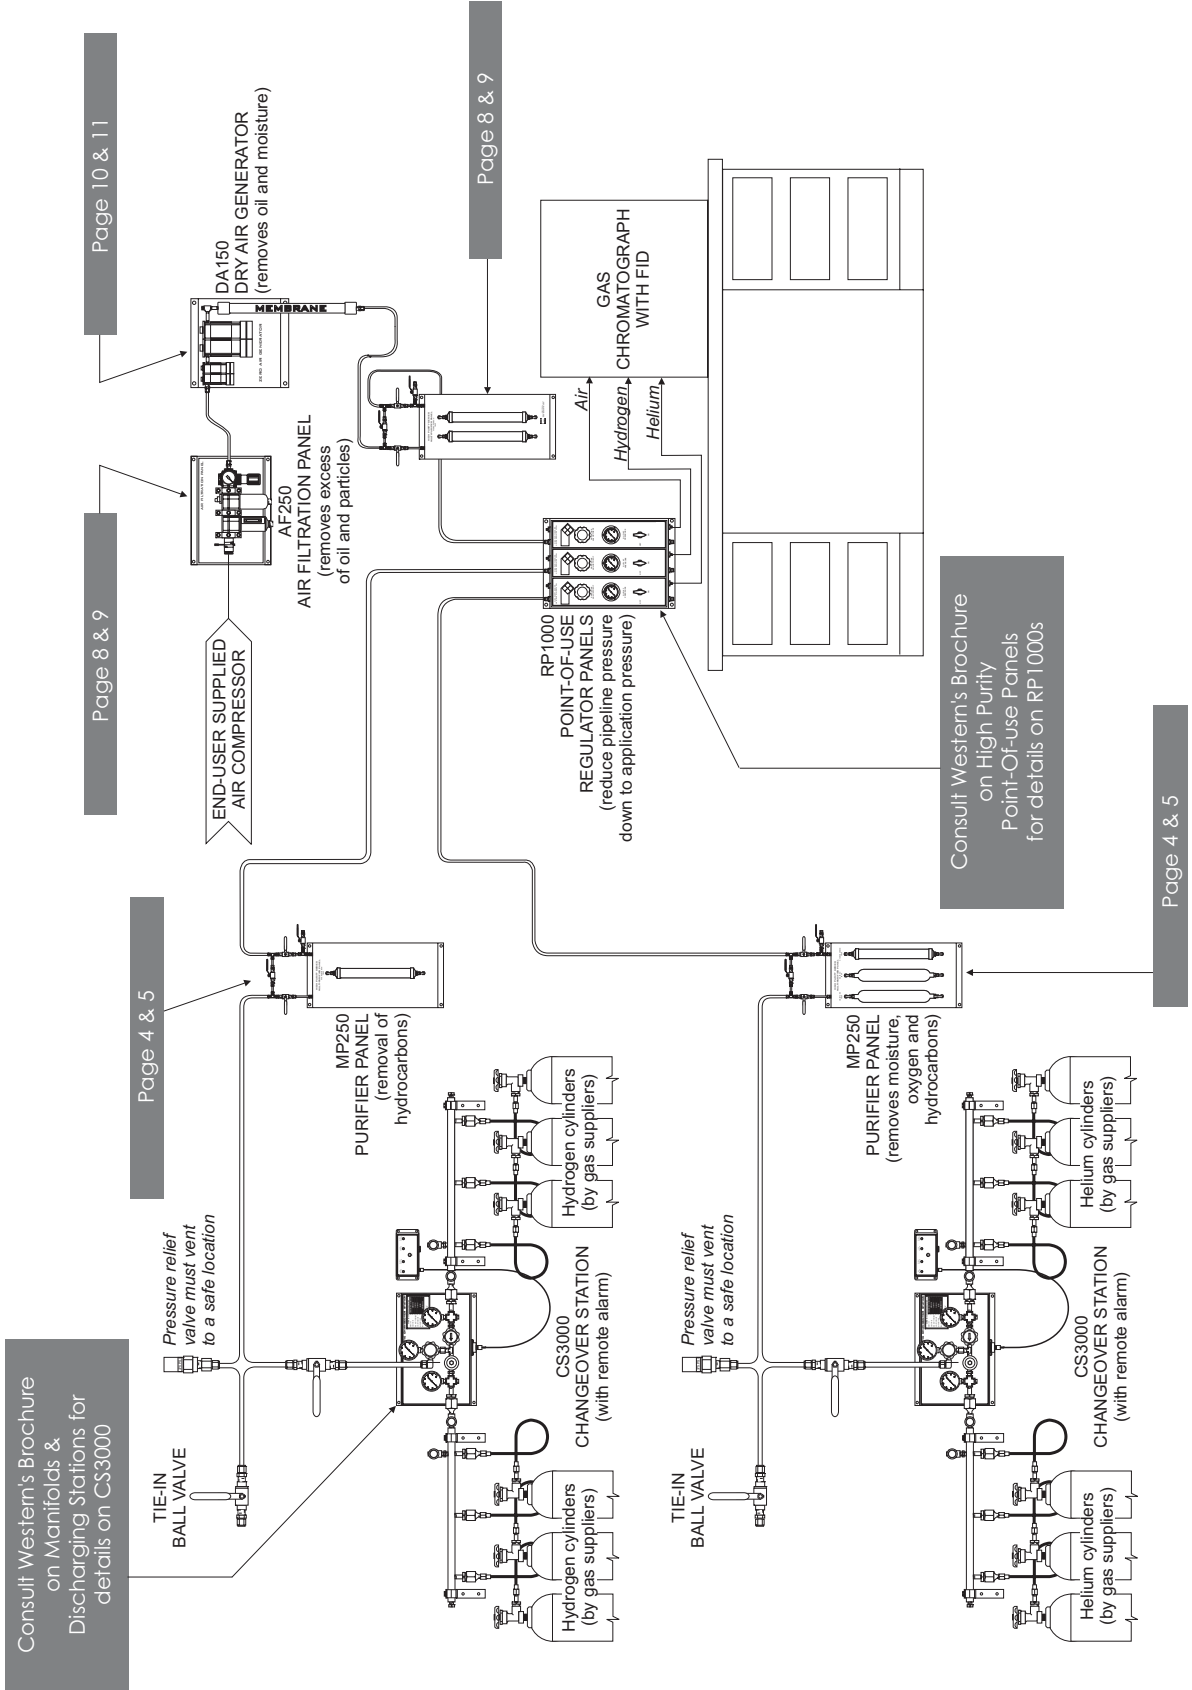 Consult Western's Brochure
on Manifolds &
Discharging Stations for
details on CS3000
Page 4 & 5
Page 8 & 9
Page 10 & 11
Page 8 & 9
TIE-IN
BALL VALVE
Pressure relief
valve must vent
to a safe location
END-USER SUPPLIED
AIR COMPRESSOR
AIR FILTRATION PANEL
AF250
AIR FILTRATION PANEL
(removes excess
of oil and particles)
DA150
DRY AIR GENERATOR
(removes oil and moisture)
MEMBRANE
MP250
PURIFIER PANEL
(removal of
hydrocarbons)
CS3000
CHANGEOVER STATION
(with remote alarm)
Hydrogen cylinders
(by gas suppliers)
Hydrogen cylinders
(by gas suppliers)
RP1000
POINT-OF-USE
REGULATOR PANELS
(reduce pipeline pressure
down to application pressure)
Air
Hydrogen
Helium
GAS
CHROMATOGRAPH
WITH FID
TIE-IN
BALL VALVE
Pressure relief
valve must vent
to a safe location
MP250
PURIFIER PANEL
(removes moisture,
oxygen and
hydrocarbons)
CS3000
CHANGEOVER STATION
(with remote alarm)
Helium cylinders
(by gas suppliers)
Helium cylinders
(by gas suppliers)
Consult Western's Brochure
on High Purity
Point-Of-use Panels
for details on RP1000s
Page 4 & 5